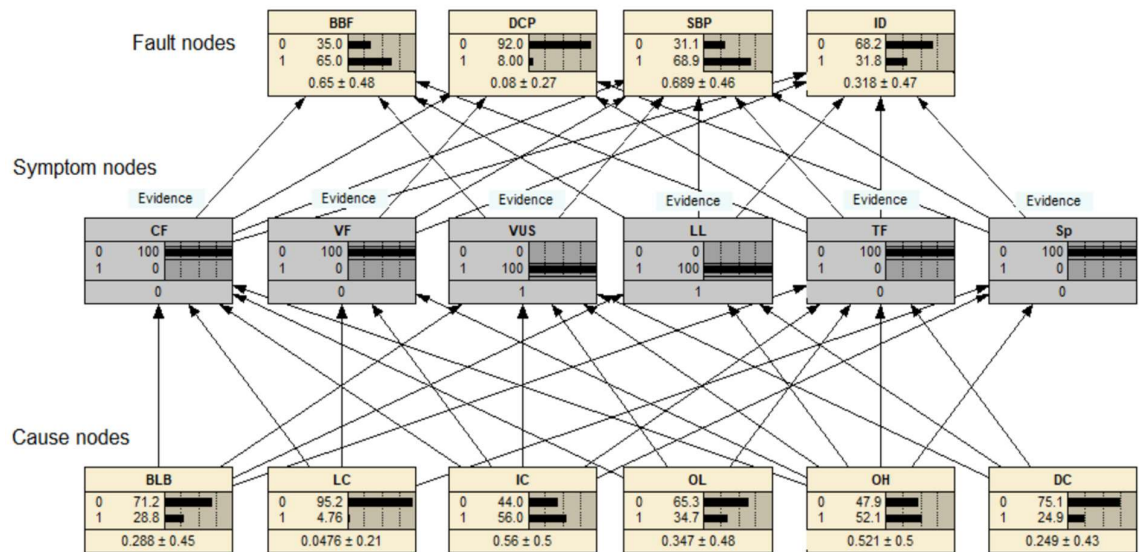 Fault nodes
BBF
0 35.0
1 65.0
0.65 ± 0.48
DCP
0 92.0
1 8.00
0.08 ± 0.27
SBP
0 31.1
1 68.9
0.689 ± 0.46
ID
0 68.2
1 31.8
0.318 ± 0.47
Symptom nodes
Evidence
CF
0 100
1 0
0
Evidence
VF
0 100
1 0
0
Evidence
VUS
0 0
1 100
1
Evidence
LL
0 0
1 100
1
Evidence
TF
0 100
1 0
0
Evidence
Sp
0 100
1 0
0
Cause nodes
BLB
0 71.2
1 28.8
0.288 ± 0.45
LC
0 95.2
1 4.76
0.0476 ± 0.21
IC
0 44.0
1 56.0
0.56 ± 0.5
OL
0 65.3
1 34.7
0.347 ± 0.48
OH
0 47.9
1 52.1
0.521 ± 0.5
DC
0 75.1
1 24.9
0.249 ± 0.43